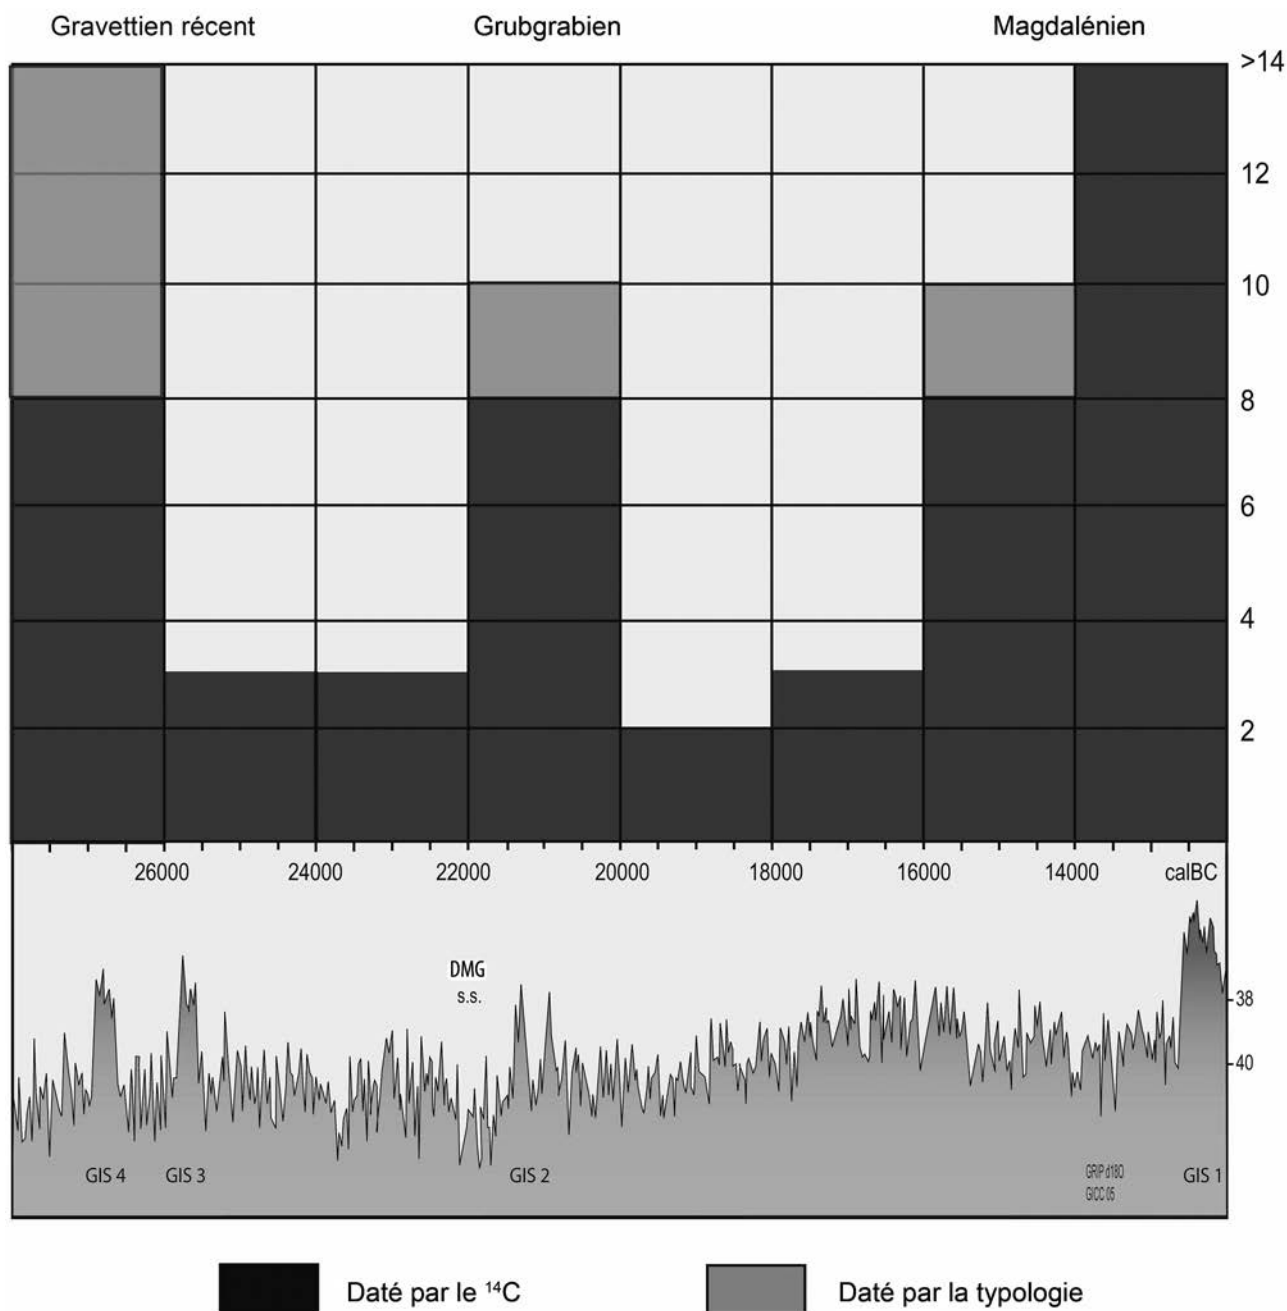 Gravettien récent Grubgrabien Magdalénien
>14
12
10
8
6
4
2
26000 24000 22000 20000 18000 16000 14000 calBC
DMG
s.s.
-38
-40
GIS 4 GIS 3 GIS 2 GRIP d18O GIS 1
GICC 05
Daté par le ¹⁴C Daté par la typologie